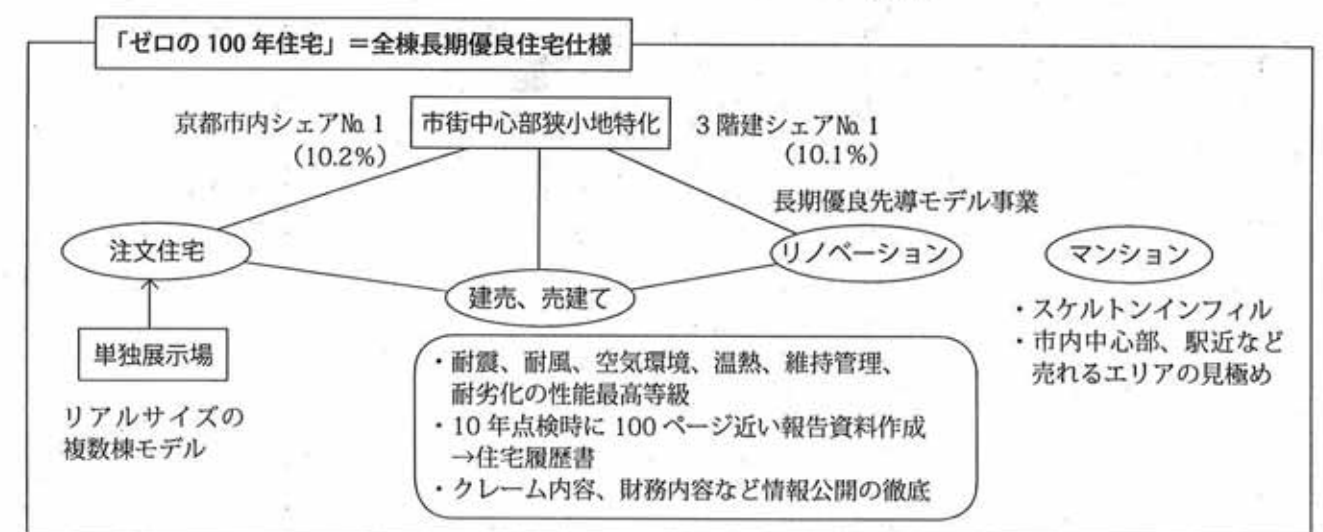 「ゼロの 100 年住宅」=全棟長期優良住宅仕様
京都市内シェア№ 1
(10.2%)
市街中心部狭小地特化
3 階建シェア№ 1
(10.1%)
長期優良先導モデル事業
注文住宅
リノベーション
マンション
建売、売建て
・スケルトンインフィル
・市内中心部、駅近など
売れるエリアの見極め
単独展示場
リアルサイズの
複数棟モデル
・耐震、耐風、空気環境、温熱、維持管理、
耐劣化の性能最高等級
・10 年点検時に 100 ページ近い報告資料作成
→住宅履歴書
・クレーム内容、財務内容など情報公開の徹底